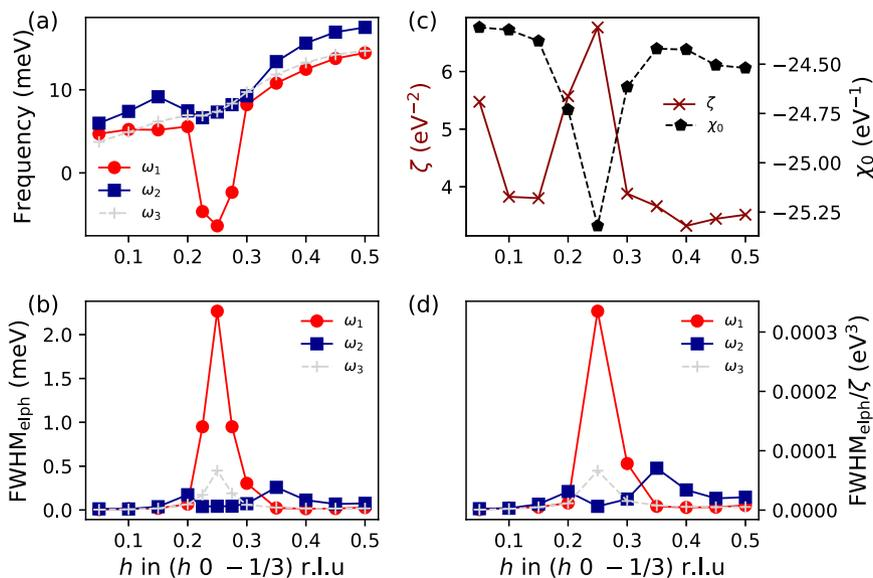 (a)
Frequency (meV)
10
0
ω₁
ω₂
ω₃
0.1 0.2 0.3 0.4 0.5
(c)
ζ (eV⁻²)
6
5
4
ζ
χ₀
−24.50
−24.75
−25.00
−25.25
χ₀ (eV⁻¹)
0.1 0.2 0.3 0.4 0.5
(b)
FWHMₑₗₚₕ (meV)
2.0
1.5
1.0
0.5
0.0
ω₁
ω₂
ω₃
0.1 0.2 0.3 0.4 0.5
h in (h 0 −1/3) r.l.u
(d)
ω₁
ω₂
ω₃
0.0003
0.0002
0.0001
0.0000
FWHMₑₗₚₕ/ζ (eV³)
0.1 0.2 0.3 0.4 0.5
h in (h 0 −1/3) r.l.u